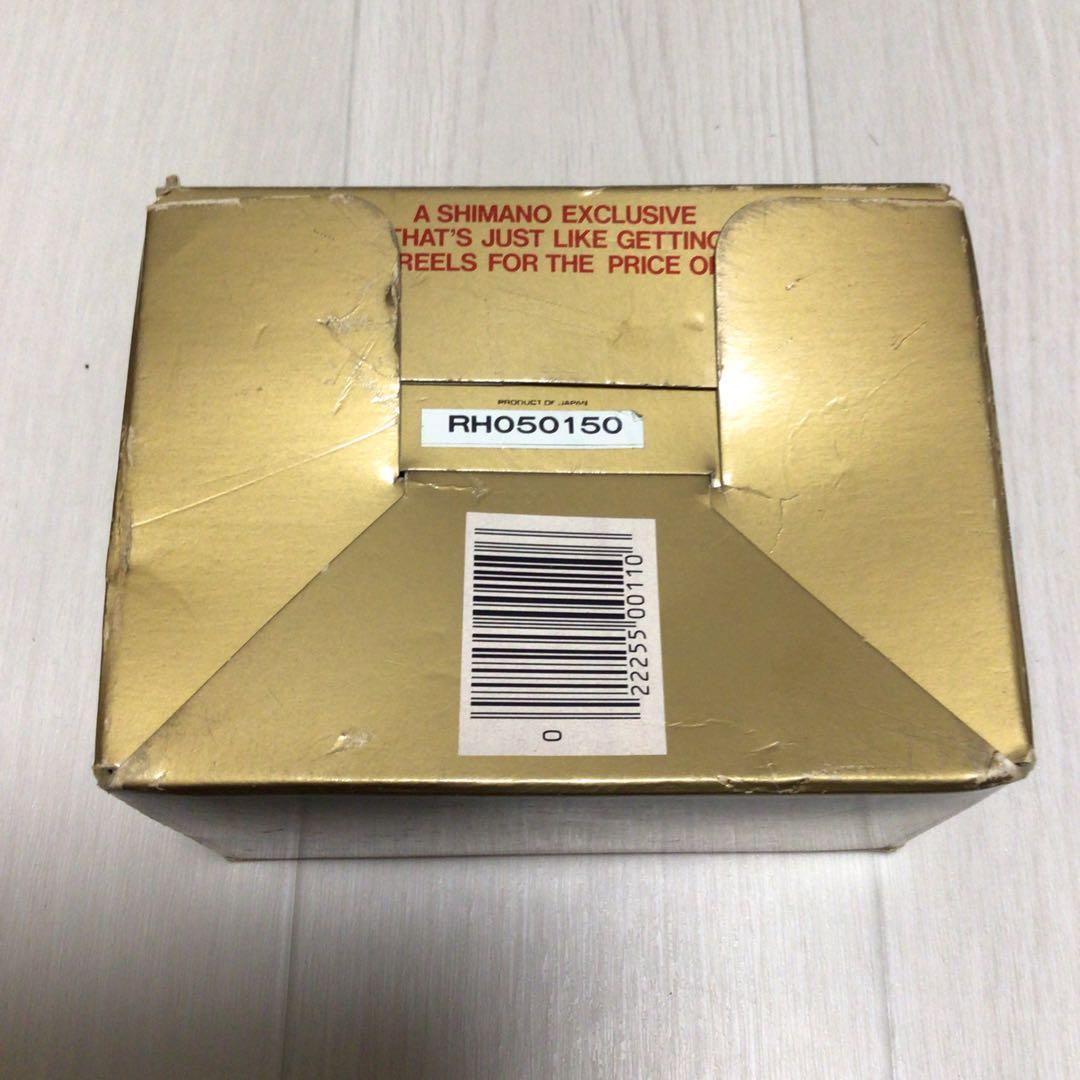 A SHIMANO EXCLUSIVE
THAT'S JUST LIKE GETTING
REELS FOR THE PRICE OF
PRODUCT OF JAPAN
RH050150
22255 00110
0